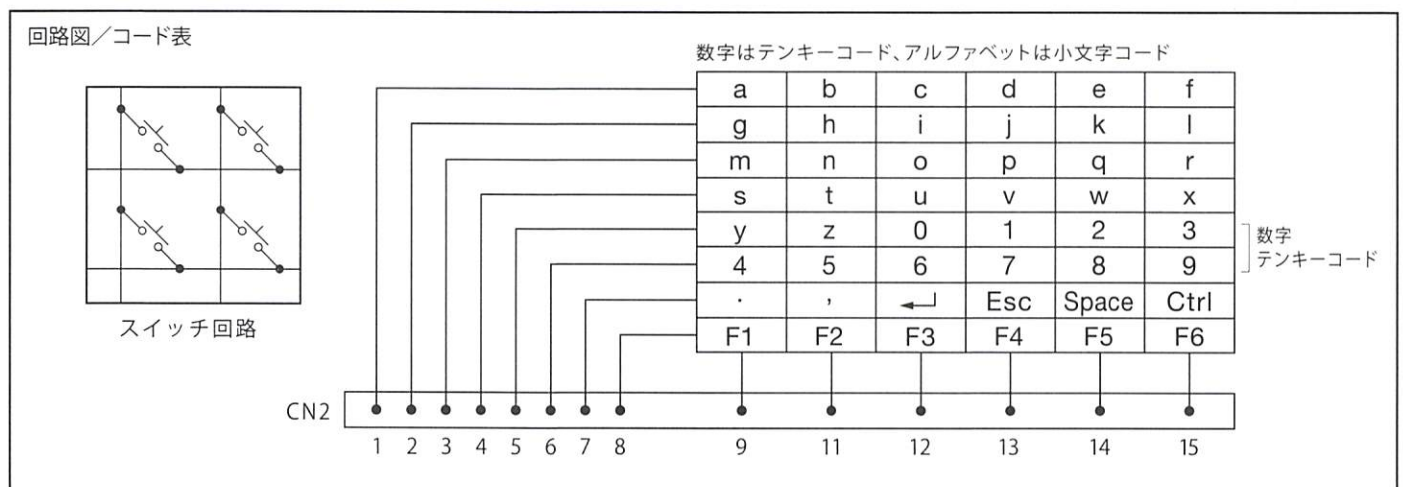 回路図／コード表
数字はテンキーコード、アルファベットは小文字コード
a b c d e f
g h i j k l
m n o p q r
s t u v w x
y z 0 1 2 3
4 5 6 7 8 9
. , ↵ Esc Space Ctrl
F1 F2 F3 F4 F5 F6
数字
テンキーコード
スイッチ回路
CN2
1 2 3 4 5 6 7 8 9 11 12 13 14 15